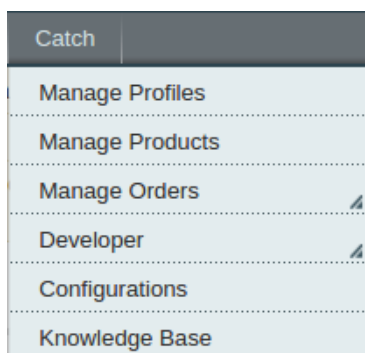 Catch
Manage Profiles
Manage Products
Manage Orders
Developer
Configurations
Knowledge Base